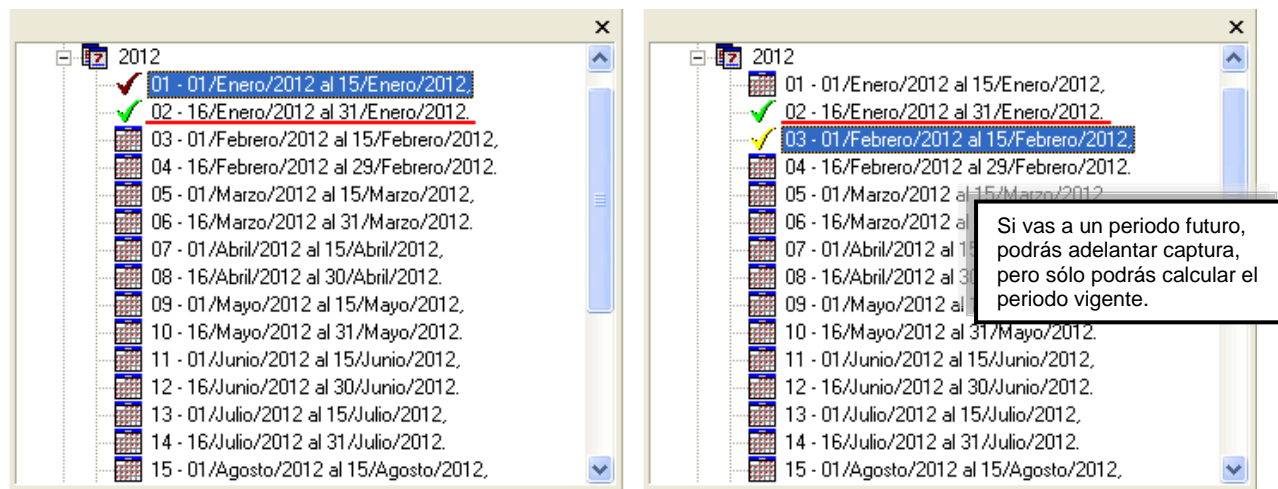 2012
01 - 01/Enero/2012 al 15/Enero/2012,
02 - 16/Enero/2012 al 31/Enero/2012.
03 - 01/Febrero/2012 al 15/Febrero/2012,
04 - 16/Febrero/2012 al 29/Febrero/2012.
05 - 01/Marzo/2012 al 15/Marzo/2012,
06 - 16/Marzo/2012 al 31/Marzo/2012.
07 - 01/Abril/2012 al 15/Abril/2012,
08 - 16/Abril/2012 al 30/Abril/2012.
09 - 01/Mayo/2012 al 15/Mayo/2012,
10 - 16/Mayo/2012 al 31/Mayo/2012.
11 - 01/Junio/2012 al 15/Junio/2012,
12 - 16/Junio/2012 al 30/Junio/2012.
13 - 01/Julio/2012 al 15/Julio/2012,
14 - 16/Julio/2012 al 31/Julio/2012.
15 - 01/Agosto/2012 al 15/Agosto/2012,
2012
01 - 01/Enero/2012 al 15/Enero/2012,
02 - 16/Enero/2012 al 31/Enero/2012.
03 - 01/Febrero/2012 al 15/Febrero/2012,
04 - 16/Febrero/2012 al 29/Febrero/2012.
05 - 01/Marzo/2012 al 15/Marzo/2012
06 - 16/Marzo/2012 al
07 - 01/Abril/2012 al 1
08 - 16/Abril/2012 al 30
09 - 01/Mayo/2012 al
10 - 16/Mayo/2012 al 31/Mayo/2012.
11 - 01/Junio/2012 al 15/Junio/2012,
12 - 16/Junio/2012 al 30/Junio/2012.
13 - 01/Julio/2012 al 15/Julio/2012,
14 - 16/Julio/2012 al 31/Julio/2012.
15 - 01/Agosto/2012 al 15/Agosto/2012,
Si vas a un periodo futuro,
podrás adelantar captura,
pero sólo podrás calcular el
periodo vigente.